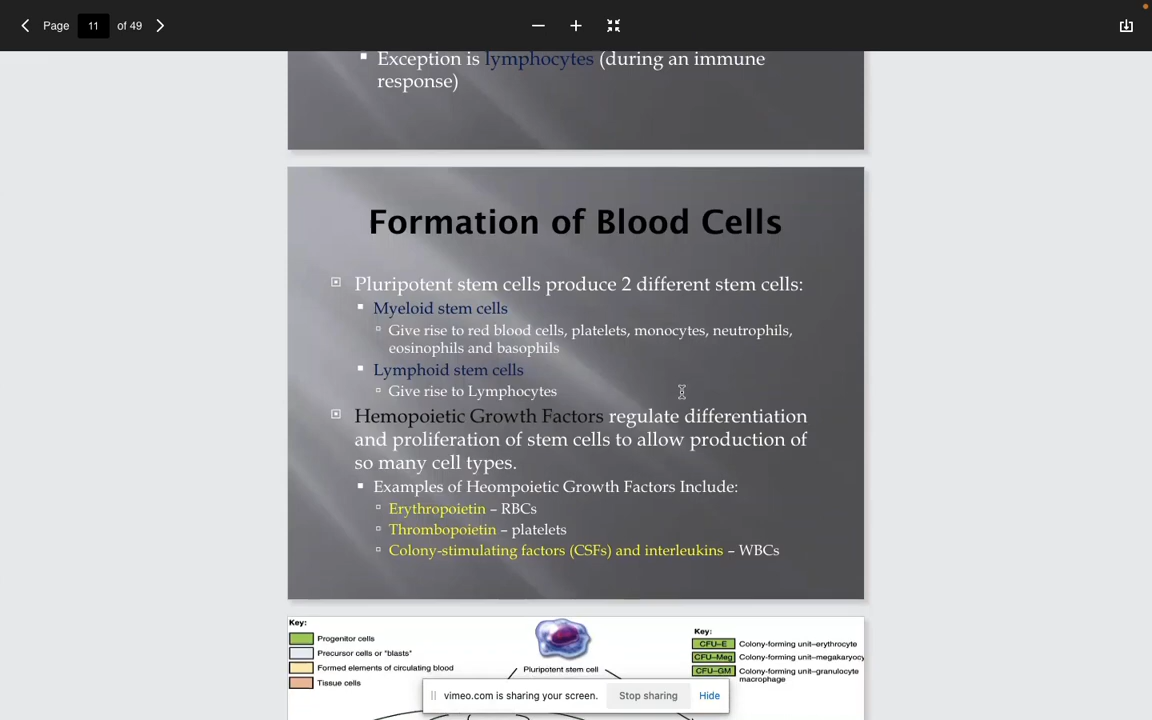 Page 11 of 49
Exception is lymphocytes (during an immune
response)
Formation of Blood Cells
Pluripotent stem cells produce 2 different stem cells:
Myeloid stem cells
Give rise to red blood cells, platelets, monocytes, neutrophils,
eosinophils and basophils
Lymphoid stem cells
Give rise to Lymphocytes
Hemopoietic Growth Factors regulate differentiation
and proliferation of stem cells to allow production of
so many cell types.
Examples of Heompoietic Growth Factors Include:
Erythropoietin – RBCs
Thrombopoietin – platelets
Colony-stimulating factors (CSFs) and interleukins – WBCs
Key:
Progenitor cells
Precursor cells or "blasts"
Formed elements of circulating blood
Tissue cells
Pluripotent stem cell
Key:
CFU–E Colony-forming unit–erythrocyte
CFU–Meg Colony-forming unit–megakaryocy
CFU–GM Colony-forming unit–granulocyte
macrophage
vimeo.com is sharing your screen. Stop sharing Hide